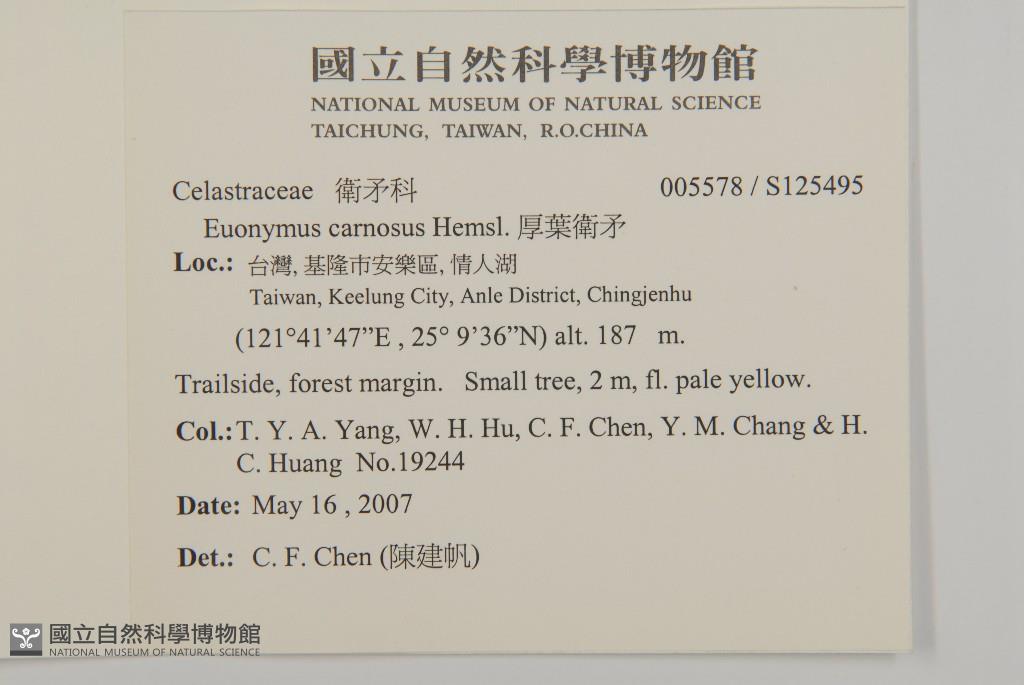 國立自然科學博物館
NATIONAL MUSEUM OF NATURAL SCIENCE
TAICHUNG, TAIWAN, R.O.CHINA
Celastraceae 衛矛科 005578 / S125495
Euonymus carnosus Hemsl. 厚葉衛矛
Loc.: 台灣, 基隆市安樂區, 情人湖
Taiwan, Keelung City, Anle District, Chingjenhu
(121°41’47”E , 25° 9’36”N) alt. 187 m.
Trailside, forest margin. Small tree, 2 m, fl. pale yellow.
Col.: T. Y. A. Yang, W. H. Hu, C. F. Chen, Y. M. Chang & H.
C. Huang No.19244
Date: May 16 , 2007
Det.: C. F. Chen (陳建帆)
國立自然科學博物館
NATIONAL MUSEUM OF NATURAL SCIENCE